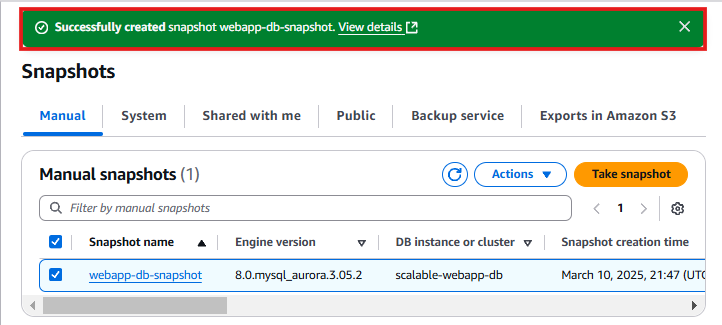 Successfully created snapshot webapp-db-snapshot. View details
Snapshots
Manual System Shared with me Public Backup service Exports in Amazon S3
Manual snapshots (1) Actions Take snapshot
Filter by manual snapshots 1
Snapshot name Engine version DB instance or cluster Snapshot creation time
webapp-db-snapshot 8.0.mysql_aurora.3.05.2 scalable-webapp-db March 10, 2025, 21:47 (UTC